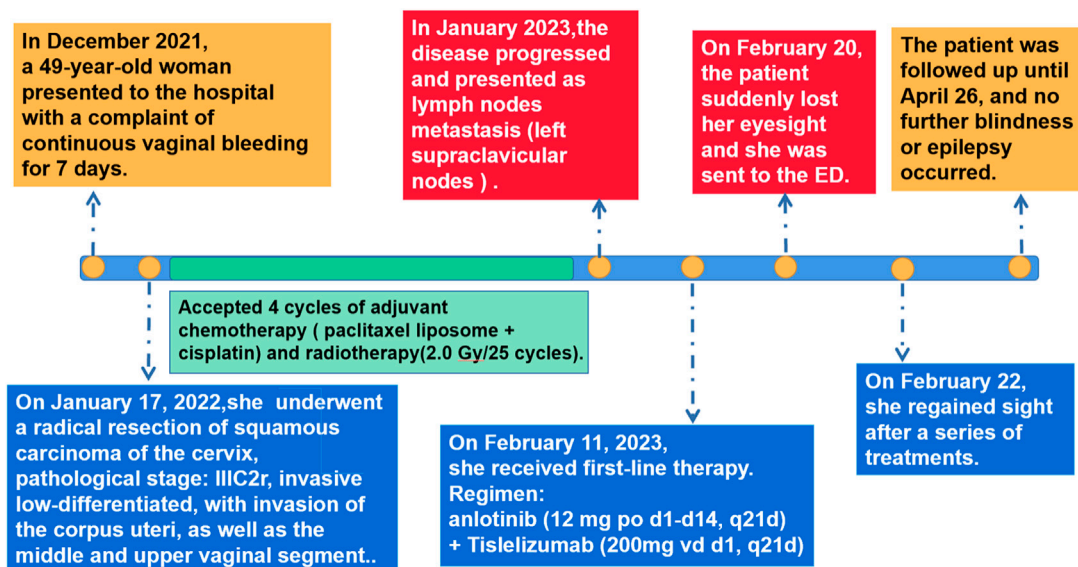 In December 2021,
a 49-year-old woman
presented to the hospital
with a complaint of
continuous vaginal bleeding
for 7 days.
In January 2023,the
disease progressed
and presented as
lymph nodes
metastasis (left
supraclavicular
nodes ) .
On February 20,
the patient
suddenly lost
her eyesight
and she was
sent to the ED.
The patient was
followed up until
April 26, and no
further blindness
or epilepsy
occurred.
Accepted 4 cycles of adjuvant
chemotherapy ( paclitaxel liposome +
cisplatin) and radiotherapy(2.0 Gy/25 cycles).
On January 17, 2022,she underwent
a radical resection of squamous
carcinoma of the cervix,
pathological stage: IIIC2r, invasive
low-differentiated, with invasion of
the corpus uteri, as well as the
middle and upper vaginal segment..
On February 11, 2023,
she received first-line therapy.
Regimen:
anlotinib (12 mg po d1-d14, q21d)
+ Tislelizumab (200mg vd d1, q21d)
On February 22,
she regained sight
after a series of
treatments.